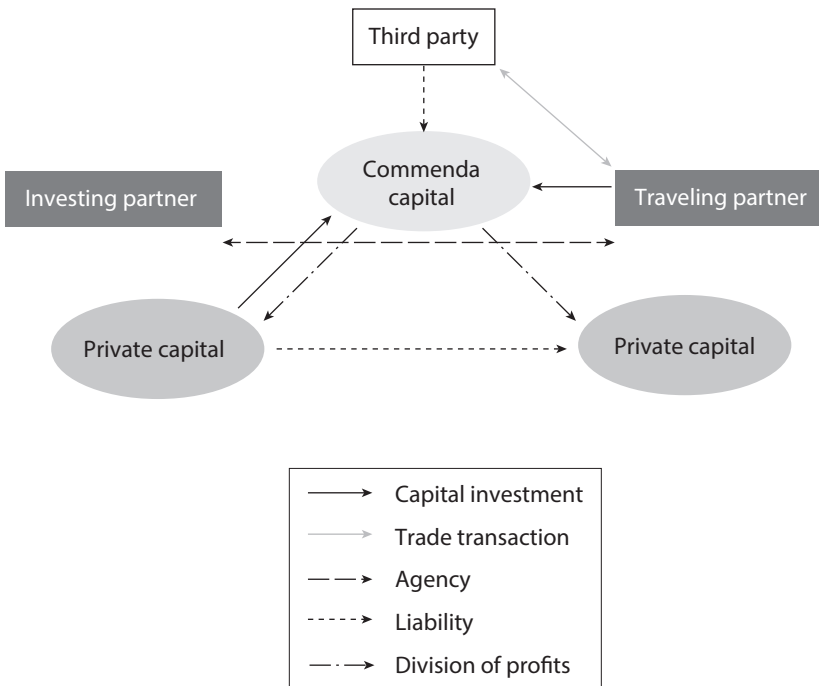 Third party
Commenda
capital
Investing partner
Traveling partner
Private capital
Private capital
Capital investment
Trade transaction
Agency
Liability
Division of profits